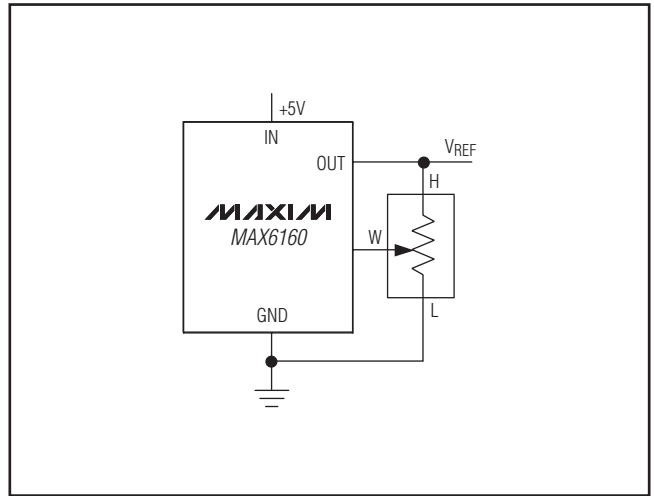 +5V
IN
OUT
VREF
H
MAXIM
MAX6160
W
GND
L